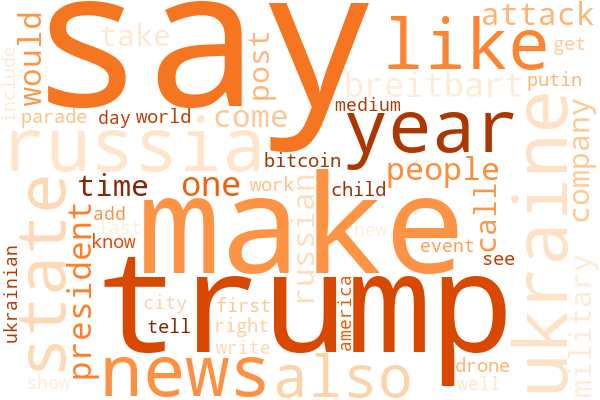 say
like
attack
take
would
include
post
get
breitbart
putin
parade
day
world
come
medium
year
russia
bitcoin
people
company
ukraine
time
one
work
child
call
state
president
make
russian
add
know
last
new
event
see
military
ukrainian
trump
city
first
tell
right
write
america
news
also
drone
show
well